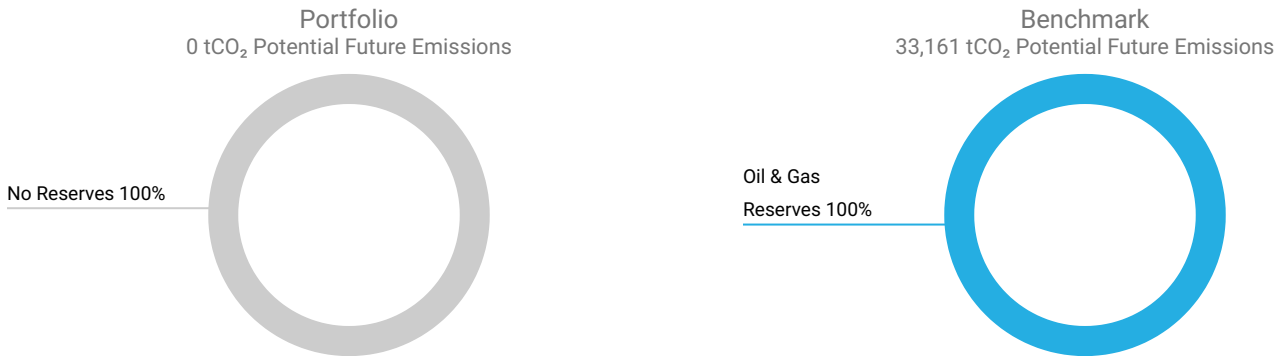 Portfolio
0 tCO₂ Potential Future Emissions
No Reserves 100%
Benchmark
33,161 tCO₂ Potential Future Emissions
Oil & Gas
Reserves 100%